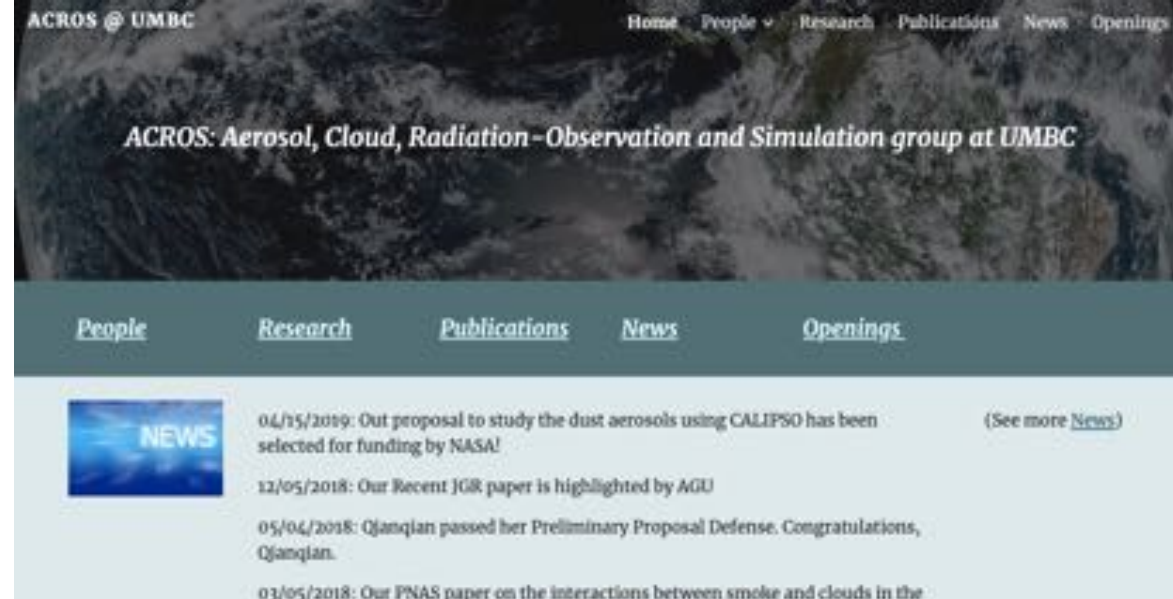 ACROS @ UMBC
Home People Research Publications News Openings
ACROS: Aerosol, Cloud, Radiation-Observation and Simulation group at UMBC
People Research Publications News Openings
NEWS
04/15/2019: Out proposal to study the dust aerosols using CALIPSO has been
selected for funding by NASA!
(See more News)
12/05/2018: Our Recent JGR paper is highlighted by AGU
05/04/2018: Qianqian passed her Preliminary Proposal Defense. Congratulations,
Qianqian.
03/05/2018: Our PNAS paper on the interactions between smoke and clouds in the